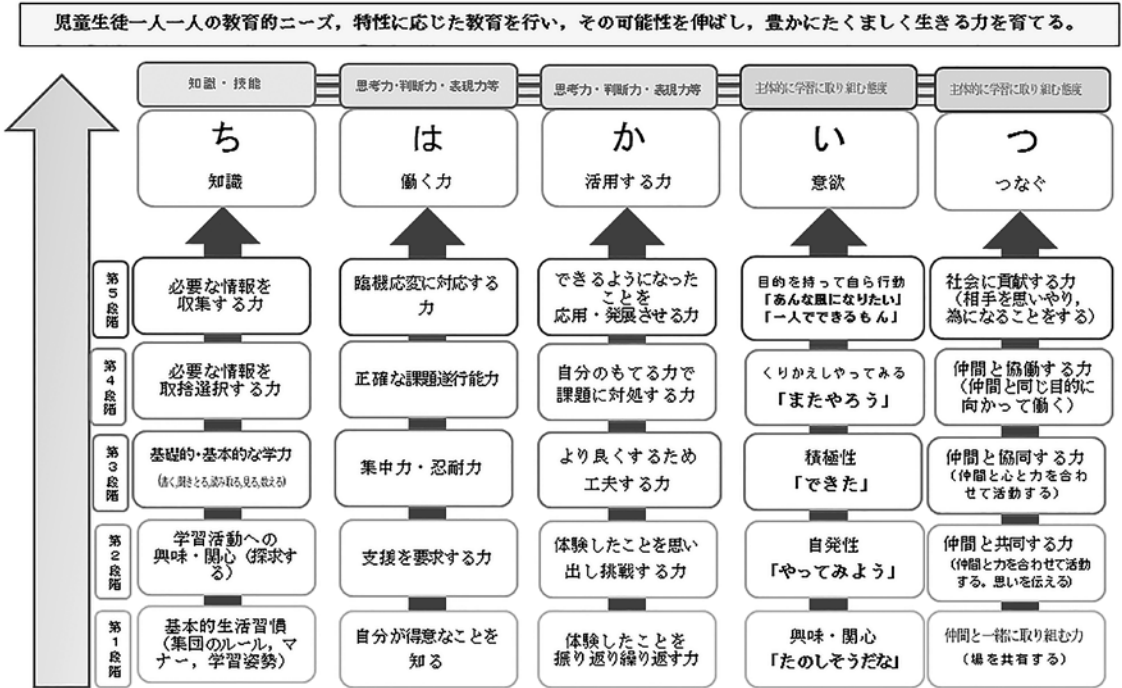 児童生徒一人一人の教育的ニーズ，特性に応じた教育を行い，その可能性を伸ばし，豊かにたくましく生きる力を育てる。
知識・技能
思考力・判断力・表現力等
思考力・判断力・表現力等
主体的に学習に取り組む態度
主体的に学習に取り組む態度
ち
知識
は
働く力
か
活用する力
い
意欲
つ
つなぐ
第5段階
必要な情報を
収集する力
臨機応変に対応する
力
できるようになった
ことを
応用・発展させる力
目的を持って自ら行動
「あんな風になりたい」
「一人でできるもん」
社会に貢献する力
（相手を思いやり，
為になることをする）
第4段階
必要な情報を
取捨選択する力
正確な課題遂行能力
自分のもてる力で
課題に対処する力
くりかえしやってみる
「またやろう」
仲間と協働する力
（仲間と同じ目的に
向かって働く）
第3段階
基礎的・基本的な学力
（書く,聞きとる,読み取る,見る,数える）
集中力・忍耐力
より良くするため
工夫する力
積極性
「できた」
仲間と協同する力
（仲間と心と力を合わ
せて活動する）
第2段階
学習活動への
興味・関心（探求す
る）
支援を要求する力
体験したことを思い
出し挑戦する力
自発性
「やってみよう」
仲間と共同する力
（仲間と力を合わせて活動
する。思いを伝える）
第1段階
基本的生活習慣
（集団のルール，マ
ナー，学習姿勢）
自分が得意なことを
知る
体験したことを
振り返り繰り返す力
興味・関心
「たのしそうだな」
仲間と一緒に取り組む力
（場を共有する）